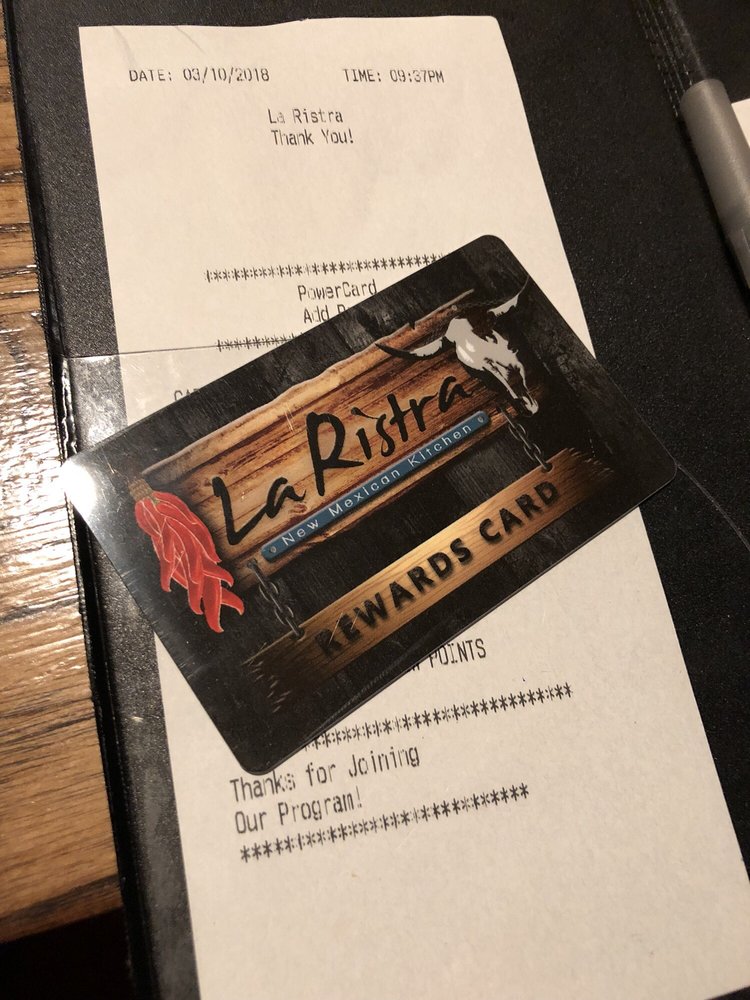 DATE: 03/10/2018 TIME: 09:37PM
La Ristra
Thank You!
****************************
PowerCard
Add
La Ristra
New Mexican Kitchen
REWARDS CARD
POINTS
****************************
Thanks for Joining
Our Program!
****************************